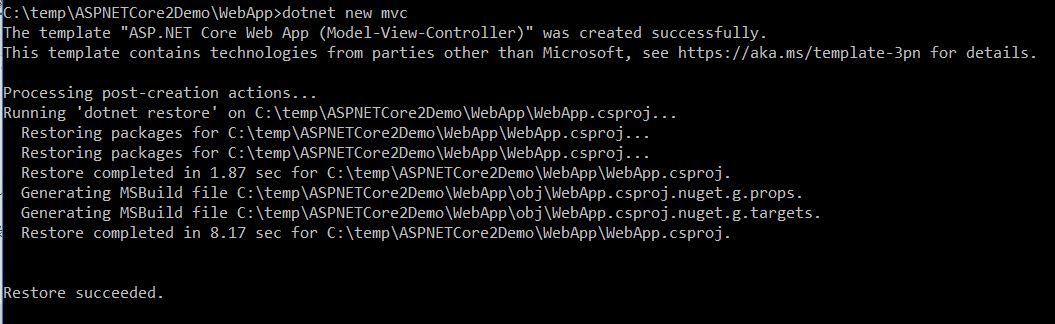 C:\temp\ASPNETCore2Demo\WebApp>dotnet new mvc
The template "ASP.NET Core Web App (Model-View-Controller)" was created successfully.
This template contains technologies from parties other than Microsoft, see https://aka.ms/template-3pn for details.
Processing post-creation actions...
Running 'dotnet restore' on C:\temp\ASPNETCore2Demo\WebApp\WebApp.csproj...
Restoring packages for C:\temp\ASPNETCore2Demo\WebApp\WebApp.csproj...
Restoring packages for C:\temp\ASPNETCore2Demo\WebApp\WebApp.csproj...
Restore completed in 1.87 sec for C:\temp\ASPNETCore2Demo\WebApp\WebApp.csproj.
Generating MSBuild file C:\temp\ASPNETCore2Demo\WebApp\obj\WebApp.csproj.nuget.g.props.
Generating MSBuild file C:\temp\ASPNETCore2Demo\WebApp\obj\WebApp.csproj.nuget.g.targets.
Restore completed in 8.17 sec for C:\temp\ASPNETCore2Demo\WebApp\WebApp.csproj.
Restore succeeded.